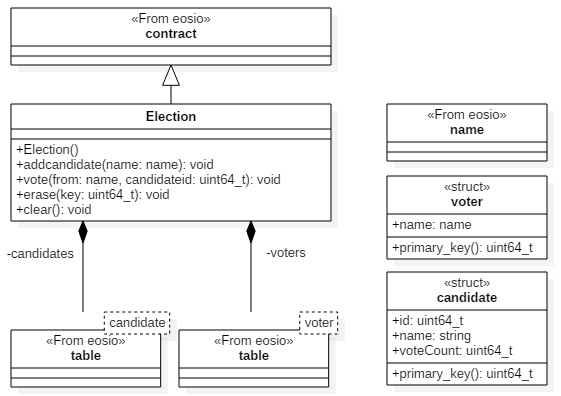 «From eosio»
contract
Election
+Election()
+addcandidate(name: name): void
+vote(from: name, candidateid: uint64_t): void
+erase(key: uint64_t): void
+clear(): void
-candidates
-voters
candidate
«From eosio»
table
voter
«From eosio»
table
«From eosio»
name
«struct»
voter
+name: name
+primary_key(): uint64_t
«struct»
candidate
+id: uint64_t
+name: string
+voteCount: uint64_t
+primary_key(): uint64_t